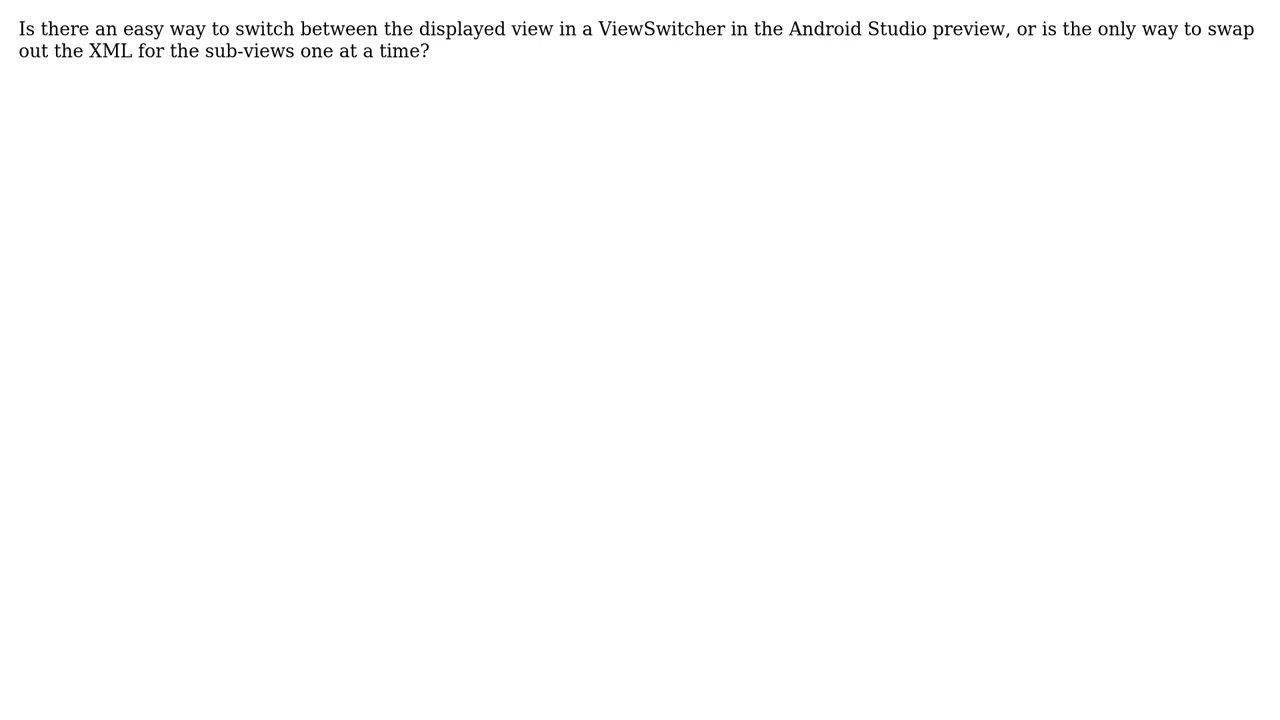 Is there an easy way to switch between the displayed view in a ViewSwitcher in the Android Studio preview, or is the only way to swap
out the XML for the sub-views one at a time?